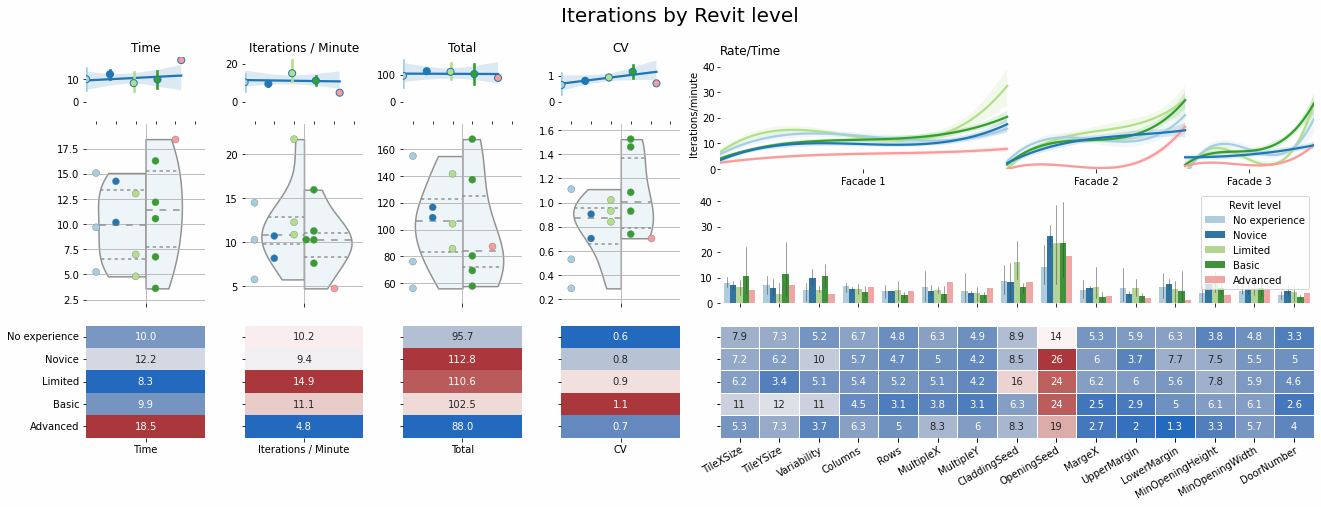 Iterations by Revit level
Time
Iterations / Minute
Total
CV
Rate/Time
10
0
20
0
100
0
1
0
40
30
20
10
0
Iterations/minute
Facade 1
Facade 2
Facade 3
17.5
15.0
12.5
10.0
7.5
5.0
2.5
20
15
10
5
160
140
120
100
80
60
1.6
1.4
1.2
1.0
0.8
0.6
0.4
0.2
40
30
20
10
0
Revit level
No experience
Novice
Limited
Basic
Advanced
No experience 10.0 10.2 95.7 0.6 7.9 7.3 5.2 6.7 4.8 6.3 4.9 8.9 14 5.3 5.9 6.3 3.8 4.8 3.3
Novice 12.2 9.4 112.8 0.8 7.2 6.2 10 5.7 4.7 5 4.2 8.5 26 6 3.7 7.7 7.5 5.5 5
Limited 8.3 14.9 110.6 0.9 6.2 3.4 5.1 5.4 5.2 5.1 4.2 16 24 6.2 6 5.6 7.8 5.9 4.6
Basic 9.9 11.1 102.5 1.1 11 12 11 4.5 3.1 3.8 3.1 6.3 24 2.5 2.9 5 6.1 6.1 2.6
Advanced 18.5 4.8 88.0 0.7 5.3 7.3 3.7 6.3 5 8.3 6 8.3 19 2.7 2 1.3 3.3 5.7 4
Time
Iterations / Minute
Total
CV
TileXSize
TileYSize
Variability
Columns
Rows
MultipleX
MultipleY
CladdingSeed
OpeningSeed
MargeX
UpperMargin
LowerMargin
MinOpeningHeight
MinOpeningWidth
DoorNumber